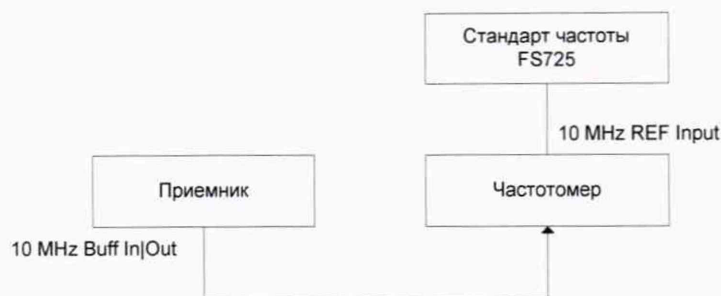 Стандарт частоты
FS725
10 MHz REF Input
Приемник
Частотомер
10 MHz Buff In|Out